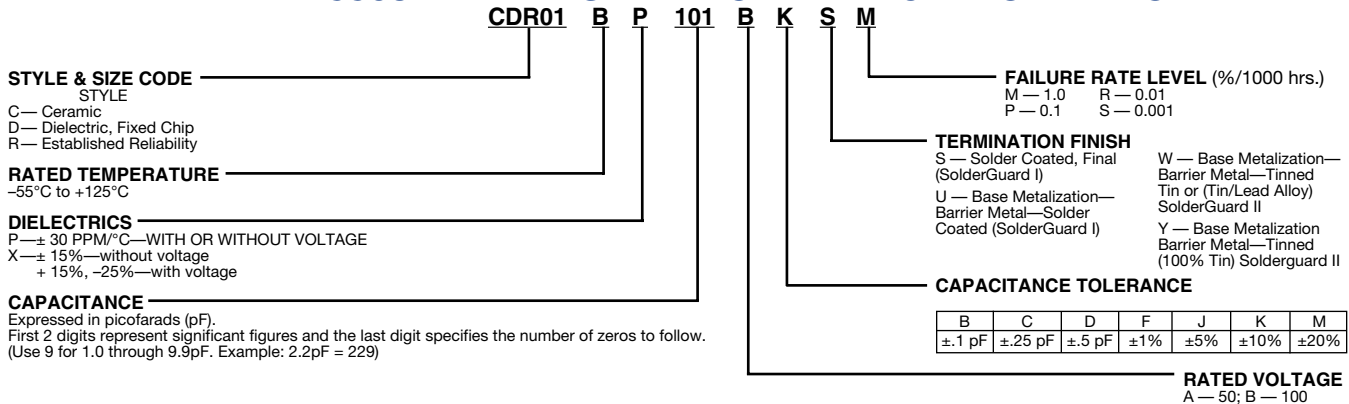 CDR01 B P 101 B K S M
STYLE & SIZE CODE
STYLE
C— Ceramic
D— Dielectric, Fixed Chip
R— Established Reliability
RATED TEMPERATURE
–55°C to +125°C
DIELECTRICS
P—± 30 PPM/°C—WITH OR WITHOUT VOLTAGE
X—± 15%—without voltage
+ 15%, –25%—with voltage
CAPACITANCE
Expressed in picofarads (pF).
First 2 digits represent significant figures and the last digit specifies the number of zeros to follow.
(Use 9 for 1.0 through 9.9pF. Example: 2.2pF = 229)
FAILURE RATE LEVEL (%/1000 hrs.)
M — 1.0 R — 0.01
P — 0.1 S — 0.001
TERMINATION FINISH
S — Solder Coated, Final
(SolderGuard I)
U — Base Metalization—
Barrier Metal—Solder
Coated (SolderGuard I)
W — Base Metalization—
Barrier Metal—Tinned
Tin or (Tin/Lead Alloy)
SolderGuard II
Y — Base Metalization
Barrier Metal—Tinned
(100% Tin) Solderguard II
CAPACITANCE TOLERANCE
B C D F J K M
±.1 pF ±.25 pF ±.5 pF ±1% ±5% ±10% ±20%
RATED VOLTAGE
A — 50; B — 100